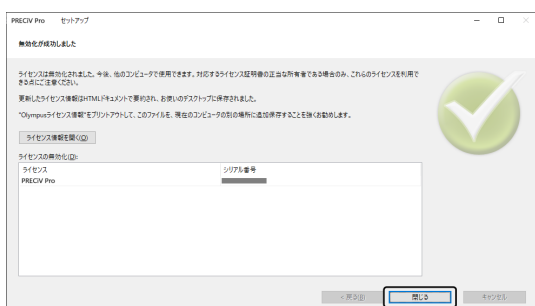 PRECiV Pro セットアップ
無効化が成功しました
ライセンスは無効化されました。今後、他のコンピュータで使用できます。対応するライセンス証明書の正当な所有者である場合のみ、これらのライセンスを利用で
きる点にご注意ください。
更新したライセンス情報はHTMLドキュメントで要約され、お使いのデスクトップに保存されました。
"Olympusライセンス情報"をプリントアウトして、このファイルを、現在のコンピュータの別の場所に追加保存することを強くお勧めします。
ライセンス情報を開く(O)
ライセンスの無効化(D):
ライセンス シリアル番号
PRECiV Pro
< 戻る(B) 閉じる キャンセル